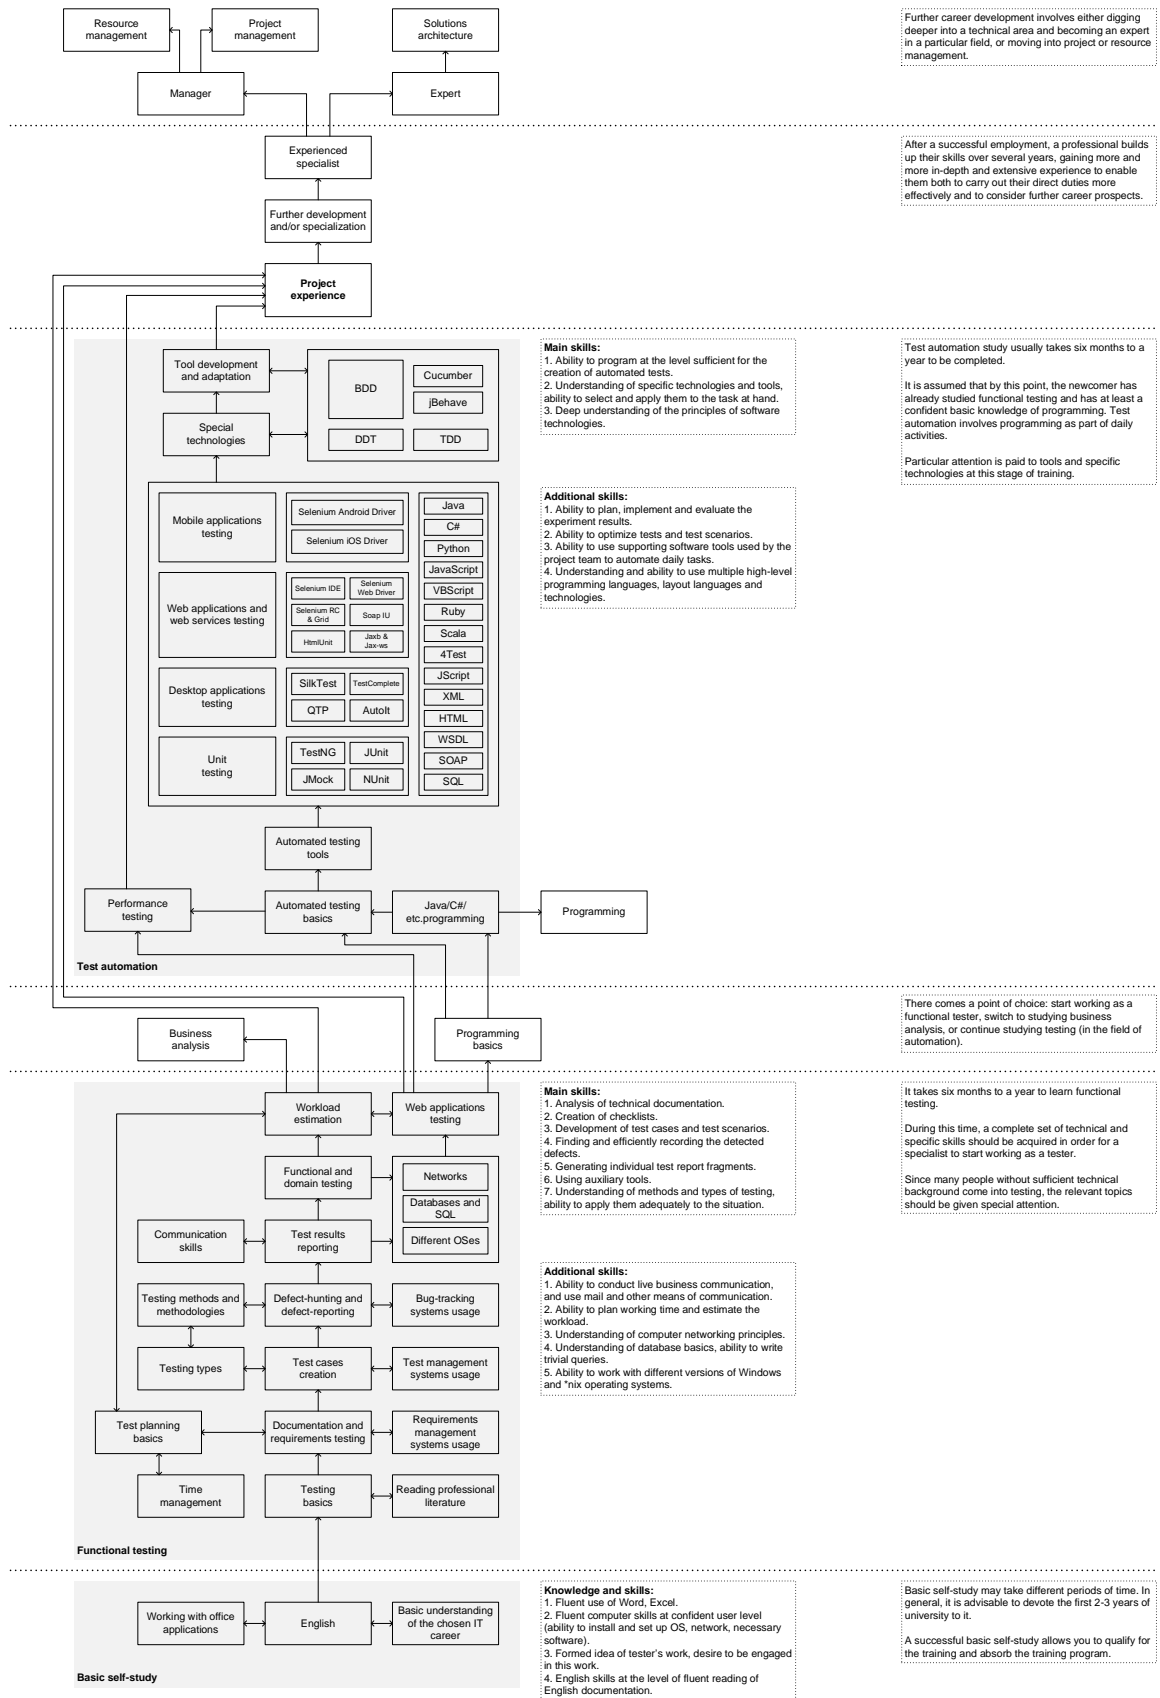 Resource
management
Project
management
Solutions
architecture
Manager
Expert
Further career development involves either digging
deeper into a technical area and becoming an expert
in a particular field, or moving into project or resource
management.
Experienced
specialist
Further development
and/or specialization
Project
experience
After a successful employment, a professional builds
up their skills over several years, gaining more and
more in-depth and extensive experience to enable
them both to carry out their direct duties more
effectively and to consider further career prospects.
Tool development
and adaptation
Special
technologies
BDD
Cucumber
jBehave
DDT
TDD
Main skills:
1. Ability to program at the level sufficient for the
creation of automated tests.
2. Understanding of specific technologies and tools,
ability to select and apply them to the task at hand.
3. Deep understanding of the principles of software
technologies.
Test automation study usually takes six months to a
year to be completed.
It is assumed that by this point, the newcomer has
already studied functional testing and has at least a
confident basic knowledge of programming. Test
automation involves programming as part of daily
activities.
Particular attention is paid to tools and specific
technologies at this stage of training.
Additional skills:
1. Ability to plan, implement and evaluate the
experiment results.
2. Ability to optimize tests and test scenarios.
3. Ability to use supporting software tools used by the
project team to automate daily tasks.
4. Understanding and ability to use multiple high-level
programming languages, layout languages and
technologies.
Mobile applications
testing
Selenium Android Driver
Selenium iOS Driver
Web applications and
web services testing
Selenium IDE
Selenium
Web Driver
Selenium RC
& Grid
Soap IU
HtmlUnit
Jaxb &
Jax-ws
Desktop applications
testing
SilkTest
TestComplete
QTP
AutoIt
Unit
testing
TestNG
JUnit
JMock
NUnit
Java
C#
Python
JavaScript
VBScript
Ruby
Scala
4Test
JScript
XML
HTML
WSDL
SOAP
SQL
Automated testing
tools
Performance
testing
Automated testing
basics
Java/C#/
etc.programming
Programming
Test automation
Business
analysis
Programming
basics
There comes a point of choice: start working as a
functional tester, switch to studying business
analysis, or continue studying testing (in the field of
automation).
Workload
estimation
Web applications
testing
Functional and
domain testing
Networks
Databases and
SQL
Different OSes
Communication
skills
Test results
reporting
Testing methods and
methodologies
Defect-hunting and
defect-reporting
Bug-tracking
systems usage
Testing types
Test cases
creation
Test management
systems usage
Test planning
basics
Documentation and
requirements testing
Requirements
management
systems usage
Time
management
Testing
basics
Reading professional
literature
Functional testing
Main skills:
1. Analysis of technical documentation.
2. Creation of checklists.
3. Development of test cases and test scenarios.
4. Finding and efficiently recording the detected
defects.
5. Generating individual test report fragments.
6. Using auxiliary tools.
7. Understanding of methods and types of testing,
ability to apply them adequately to the situation.
It takes six months to a year to learn functional
testing.
During this time, a complete set of technical and
specific skills should be acquired in order for a
specialist to start working as a tester.
Since many people without sufficient technical
background come into testing, the relevant topics
should be given special attention.
Additional skills:
1. Ability to conduct live business communication,
and use mail and other means of communication.
2. Ability to plan working time and estimate the
workload.
3. Understanding of computer networking principles.
4. Understanding of database basics, ability to write
trivial queries.
5. Ability to work with different versions of Windows
and *nix operating systems.
Working with office
applications
English
Basic understanding
of the chosen IT
career
Basic self-study
Knowledge and skills:
1. Fluent use of Word, Excel.
2. Fluent computer skills at confident user level
(ability to install and set up OS, network, necessary
software).
3. Formed idea of tester's work, desire to be engaged
in this work.
4. English skills at the level of fluent reading of
English documentation.
Basic self-study may take different periods of time. In
general, it is advisable to devote the first 2-3 years of
university to it.
A successful basic self-study allows you to qualify for
the training and absorb the training program.